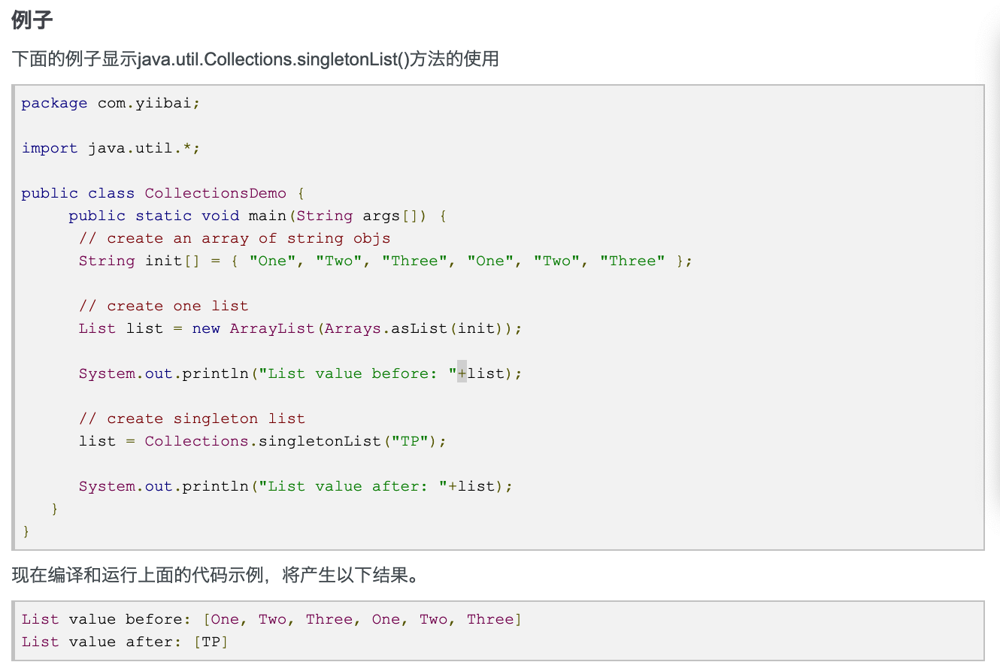 例子
下面的例子显示java.util.Collections.singletonList()方法的使用
package com.yiibai;
import java.util.*;
public class CollectionsDemo {
public static void main(String args[]) {
// create an array of string objs
String init[] = { "One", "Two", "Three", "One", "Two", "Three" };
// create one list
List list = new ArrayList(Arrays.asList(init));
System.out.println("List value before: "+list);
// create singleton list
list = Collections.singletonList("TP");
System.out.println("List value after: "+list);
}
}
现在编译和运行上面的代码示例，将产生以下结果。
List value before: [One, Two, Three, One, Two, Three]
List value after: [TP]